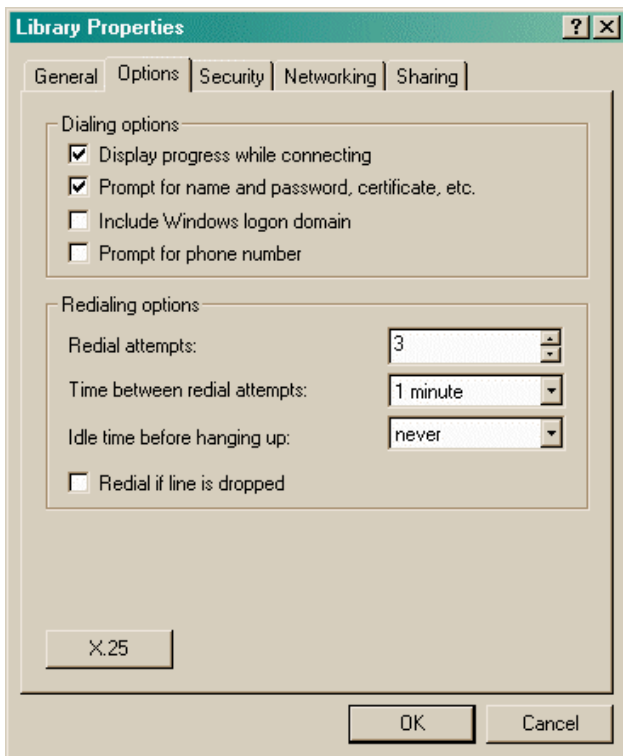 Library Properties
General Options Security Networking Sharing
Dialing options
Display progress while connecting
Prompt for name and password, certificate, etc.
Include Windows logon domain
Prompt for phone number
Redialing options
Redial attempts: 3
Time between redial attempts: 1 minute
Idle time before hanging up: never
Redial if line is dropped
X.25
OK Cancel